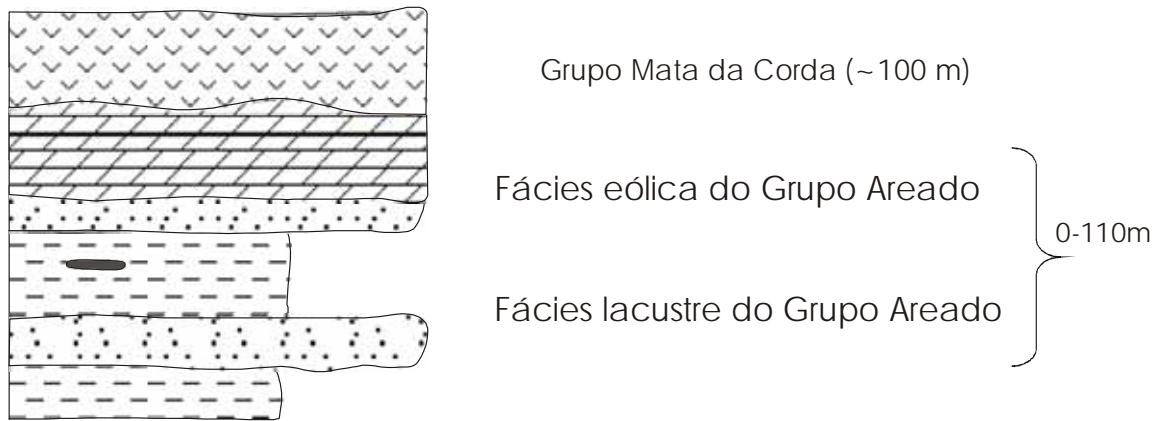 Grupo Mata da Corda (~100 m)
Fácies eólica do Grupo Areado
0-110m
Fácies lacustre do Grupo Areado